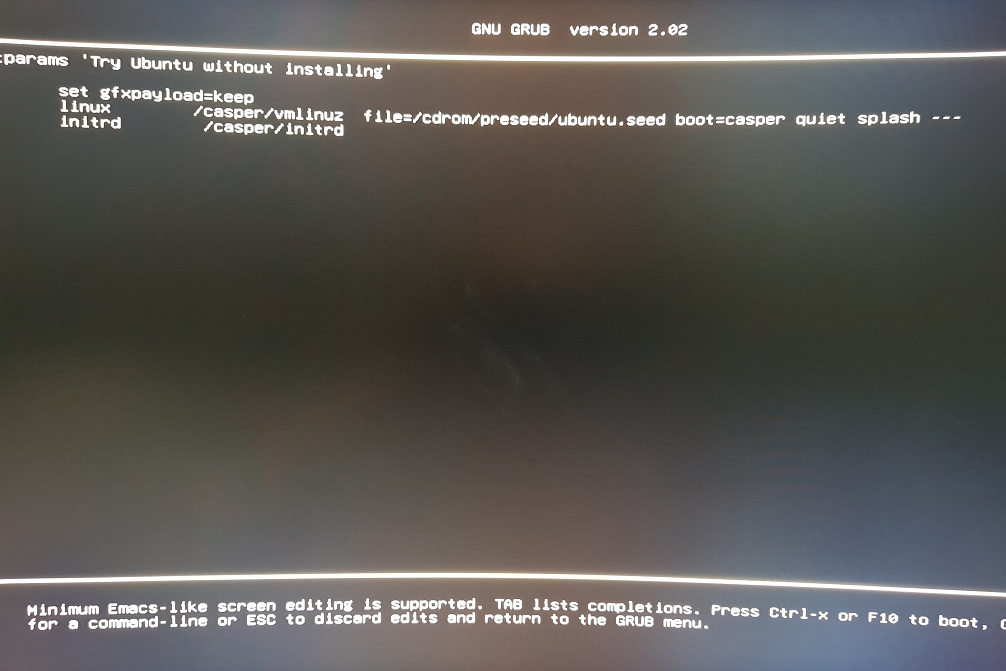 GNU GRUB version 2.02
params 'Try Ubuntu without installing'
set gfxpayload=keep
linux /casper/vmlinuz file=/cdrom/preseed/ubuntu.seed boot=casper quiet splash ---
initrd /casper/initrd
Minimum Emacs-like screen editing is supported. TAB lists completions. Press Ctrl-x or F10 to boot,
for a command-line or ESC to discard edits and return to the GRUB menu.